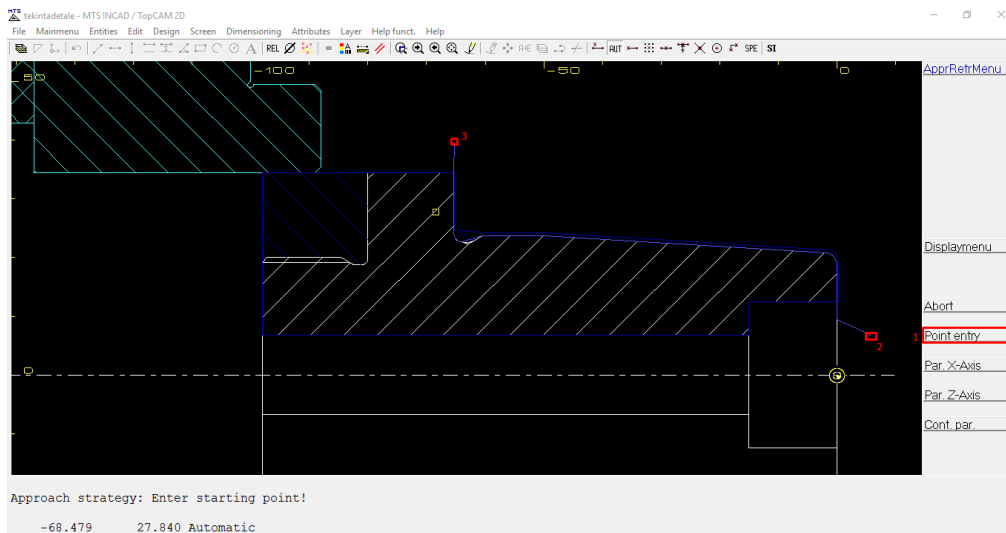 MTS tekintadetale - MTS INCAD / TopCAM 2D
File Mainmenu Entities Edit Design Screen Dimensioning Attributes Layer Help funct. Help
REL AUT SPE SI
50 -100 -50 0
ApprRetrMenu
3
Displaymenu
Abort
1 Point entry
2
Par. X-Axis
0
Par. Z-Axis
Cont. par.
Approach strategy: Enter starting point!
-68.479 27.840 Automatic